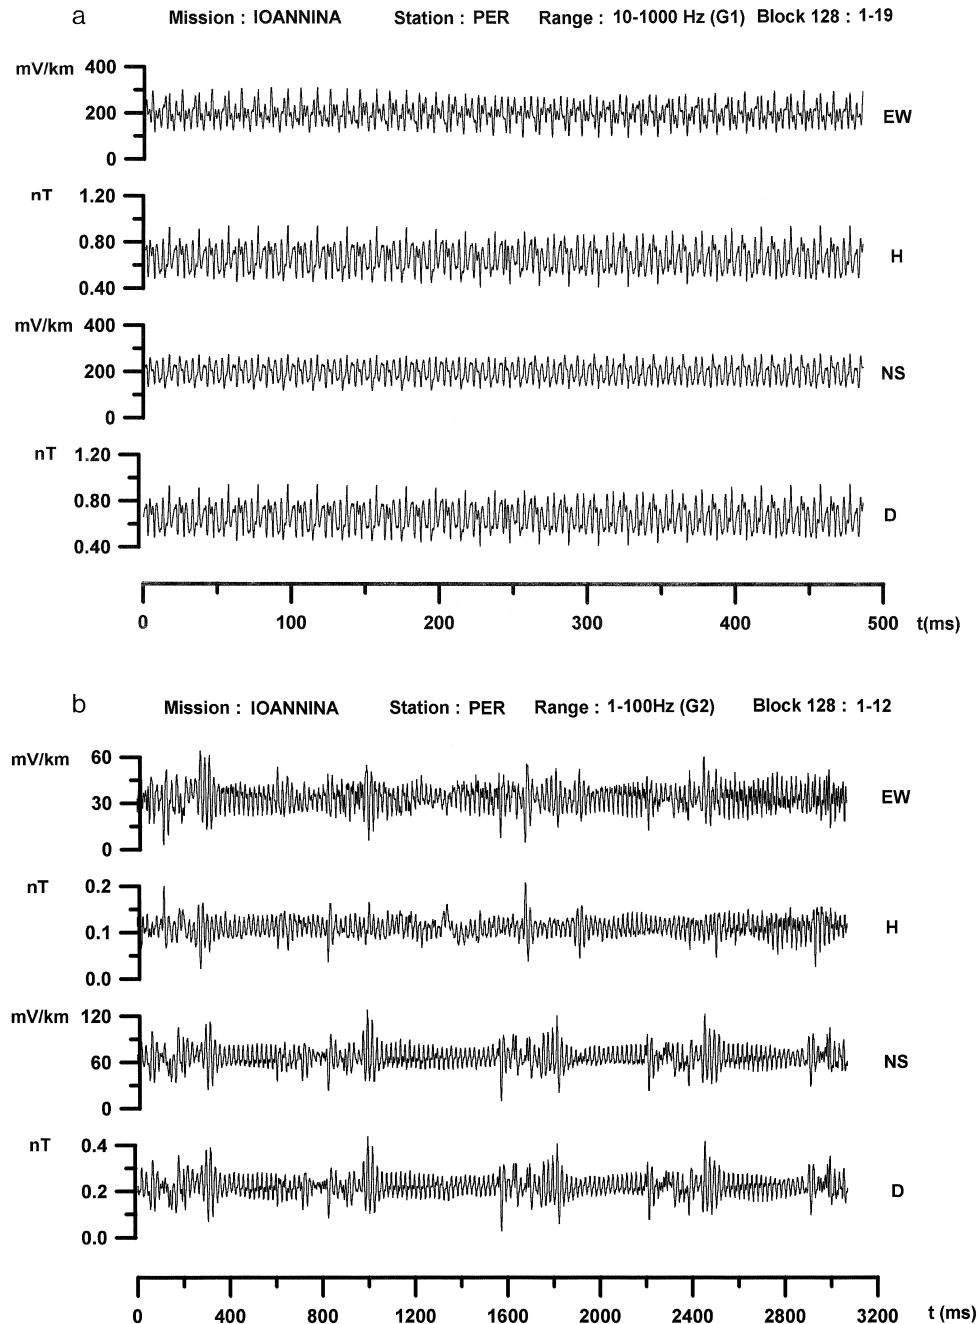 a Mission : IOANNINA Station : PER Range : 10-1000 Hz (G1) Block 128 : 1-19
mV/km 400
200
0
EW
nT 1.20
0.80
0.40
H
mV/km 400
200
0
NS
nT 1.20
0.80
0.40
D
0 100 200 300 400 500 t(ms)
b Mission : IOANNINA Station : PER Range : 1-100Hz (G2) Block 128 : 1-12
mV/km 60
30
0
EW
nT 0.2
0.1
0.0
H
mV/km 120
60
0
NS
nT 0.4
0.2
0.0
D
0 400 800 1200 1600 2000 2400 2800 3200 t (ms)